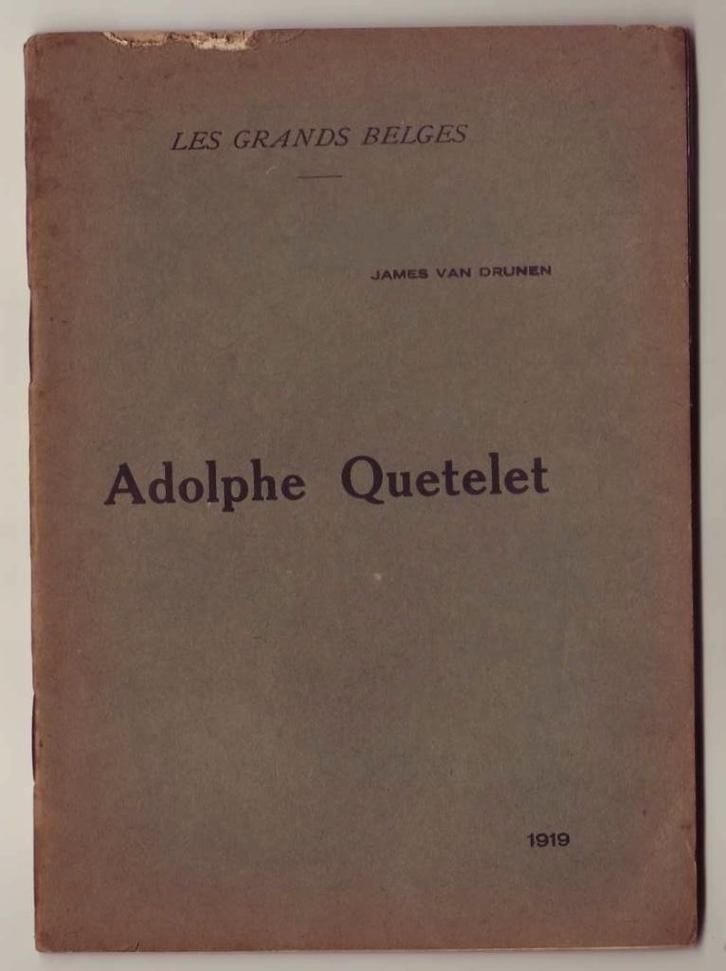 LES GRANDS BELGES
JAMES VAN DRUNEN
Adolphe Quetelet
1919